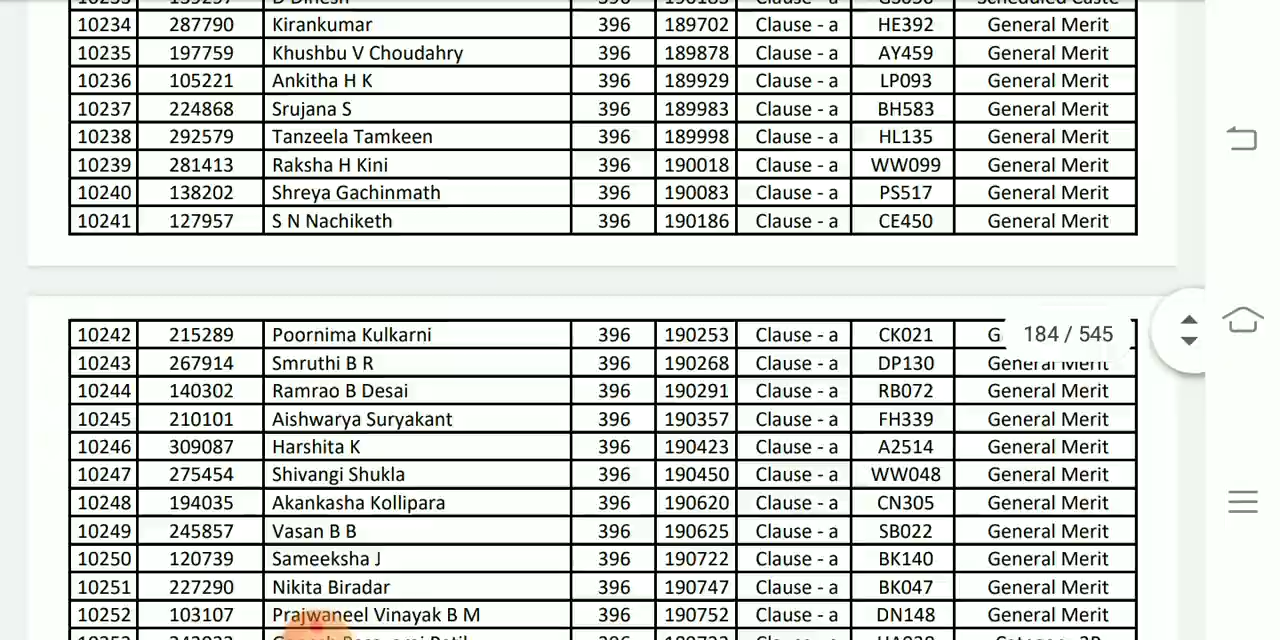 10234 287790 Kirankumar 396 189702 Clause - a HE392 General Merit
10235 197759 Khushbu V Choudahry 396 189878 Clause - a AY459 General Merit
10236 105221 Ankitha H K 396 189929 Clause - a LP093 General Merit
10237 224868 Srujana S 396 189983 Clause - a BH583 General Merit
10238 292579 Tanzeela Tamkeen 396 189998 Clause - a HL135 General Merit
10239 281413 Raksha H Kini 396 190018 Clause - a WW099 General Merit
10240 138202 Shreya Gachinmath 396 190083 Clause - a PS517 General Merit
10241 127957 S N Nachiketh 396 190186 Clause - a CE450 General Merit
10242 215289 Poornima Kulkarni 396 190253 Clause - a CK021 184 / 545
10243 267914 Smruthi B R 396 190268 Clause - a DP130 General Merit
10244 140302 Ramrao B Desai 396 190291 Clause - a RB072 General Merit
10245 210101 Aishwarya Suryakant 396 190357 Clause - a FH339 General Merit
10246 309087 Harshita K 396 190423 Clause - a A2514 General Merit
10247 275454 Shivangi Shukla 396 190450 Clause - a WW048 General Merit
10248 194035 Akankasha Kollipara 396 190620 Clause - a CN305 General Merit
10249 245857 Vasan B B 396 190625 Clause - a SB022 General Merit
10250 120739 Sameeksha J 396 190722 Clause - a BK140 General Merit
10251 227290 Nikita Biradar 396 190747 Clause - a BK047 General Merit
10252 103107 Prajwaneel Vinayak B M 396 190752 Clause - a DN148 General Merit